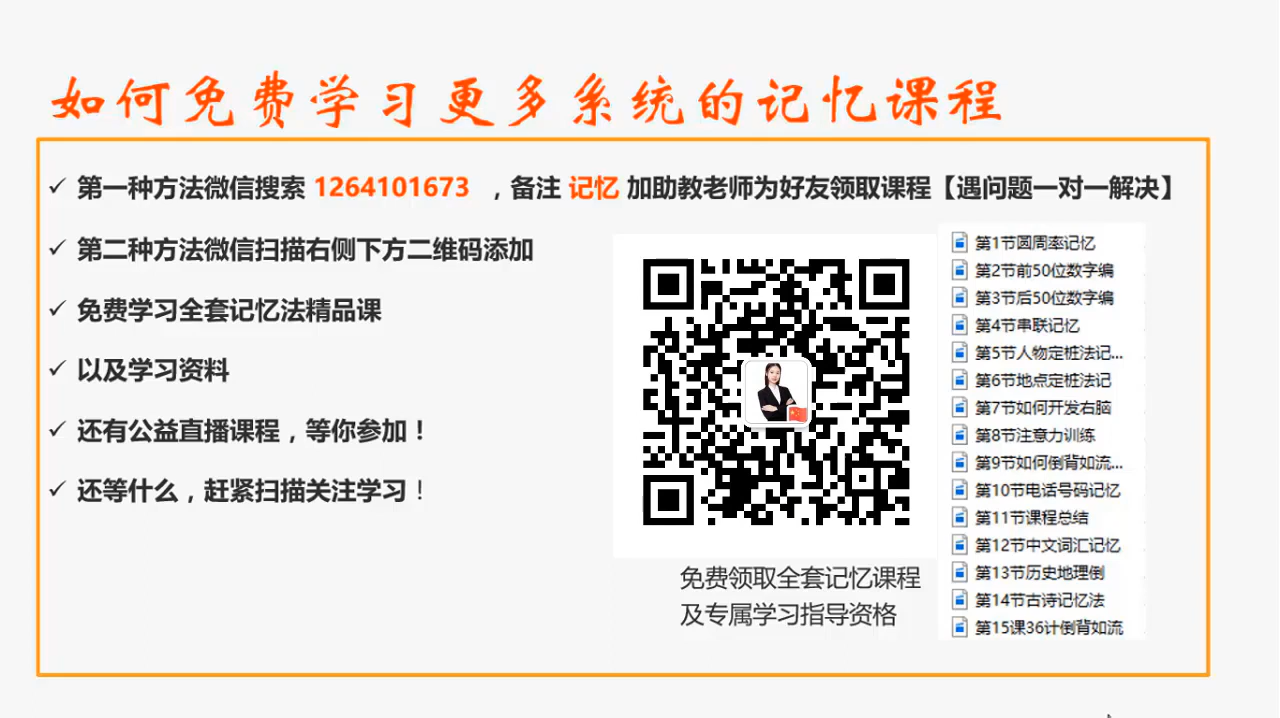 如何免费学习更多系统的记忆课程
✓ 第一种方法微信搜索 1264101673 ，备注 记忆 加助教老师为好友领取课程【遇问题一对一解决】
✓ 第二种方法微信扫描右侧下方二维码添加
✓ 免费学习全套记忆法精品课
✓ 以及学习资料
✓ 还有公益直播课程，等你参加！
✓ 还等什么，赶紧扫描关注学习！
免费领取全套记忆课程
及专属学习指导资格
第1节圆周率记忆
第2节前50位数字编
第3节后50位数字编
第4节串联记忆
第5节人物定桩法记...
第6节地点定桩法记
第7节如何开发右脑
第8节注意力训练
第9节如何倒背如流...
第10节电话号码记忆
第11节课程总结
第12节中文词汇记忆
第13节历史地理倒
第14节古诗记忆法
第15课36计倒背如流